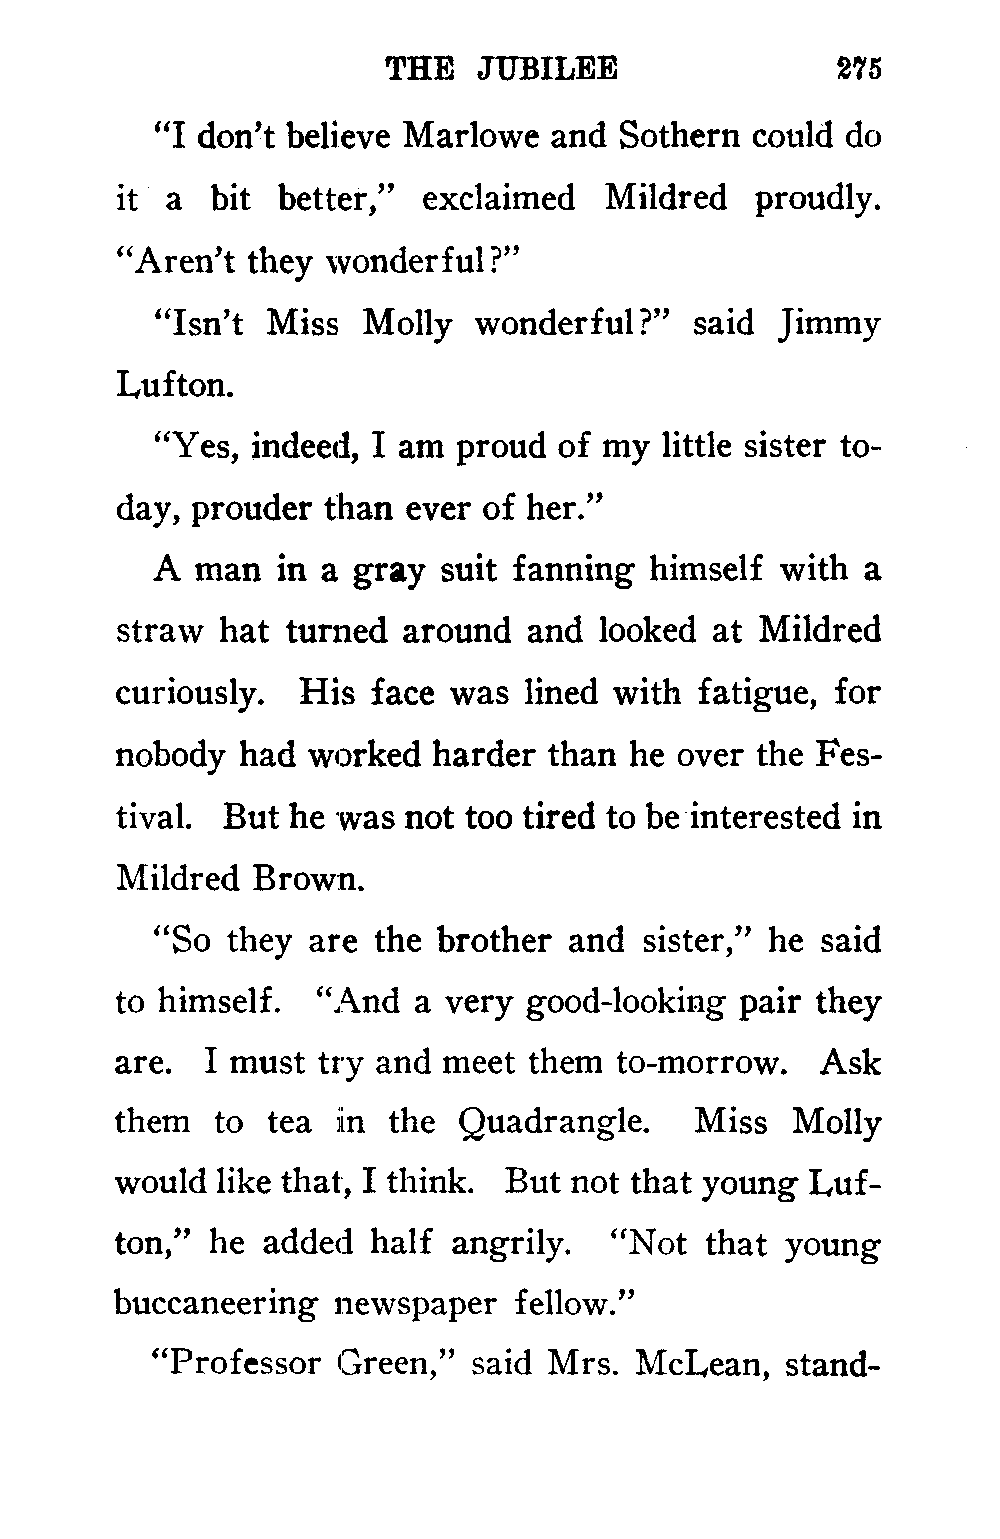 THE JUBILEE 275
“I don’t believe Marlowe and Sothern could do
it a bit better,” exclaimed Mildred proudly.
“Aren’t they wonderful?”
“Isn’t Miss Molly wonderful?” said Jimmy
Lufton.
“Yes, indeed, I am proud of my little sister to-
day, prouder than ever of her.”
A man in a gray suit fanning himself with a
straw hat turned around and looked at Mildred
curiously. His face was lined with fatigue, for
nobody had worked harder than he over the Fes-
tival. But he was not too tired to be interested in
Mildred Brown.
“So they are the brother and sister,” he said
to himself. “And a very good-looking pair they
are. I must try and meet them to-morrow. Ask
them to tea in the Quadrangle. Miss Molly
would like that, I think. But not that young Luf-
ton,” he added half angrily. “Not that young
buccaneering newspaper fellow.”
“Professor Green,” said Mrs. McLean, stand-